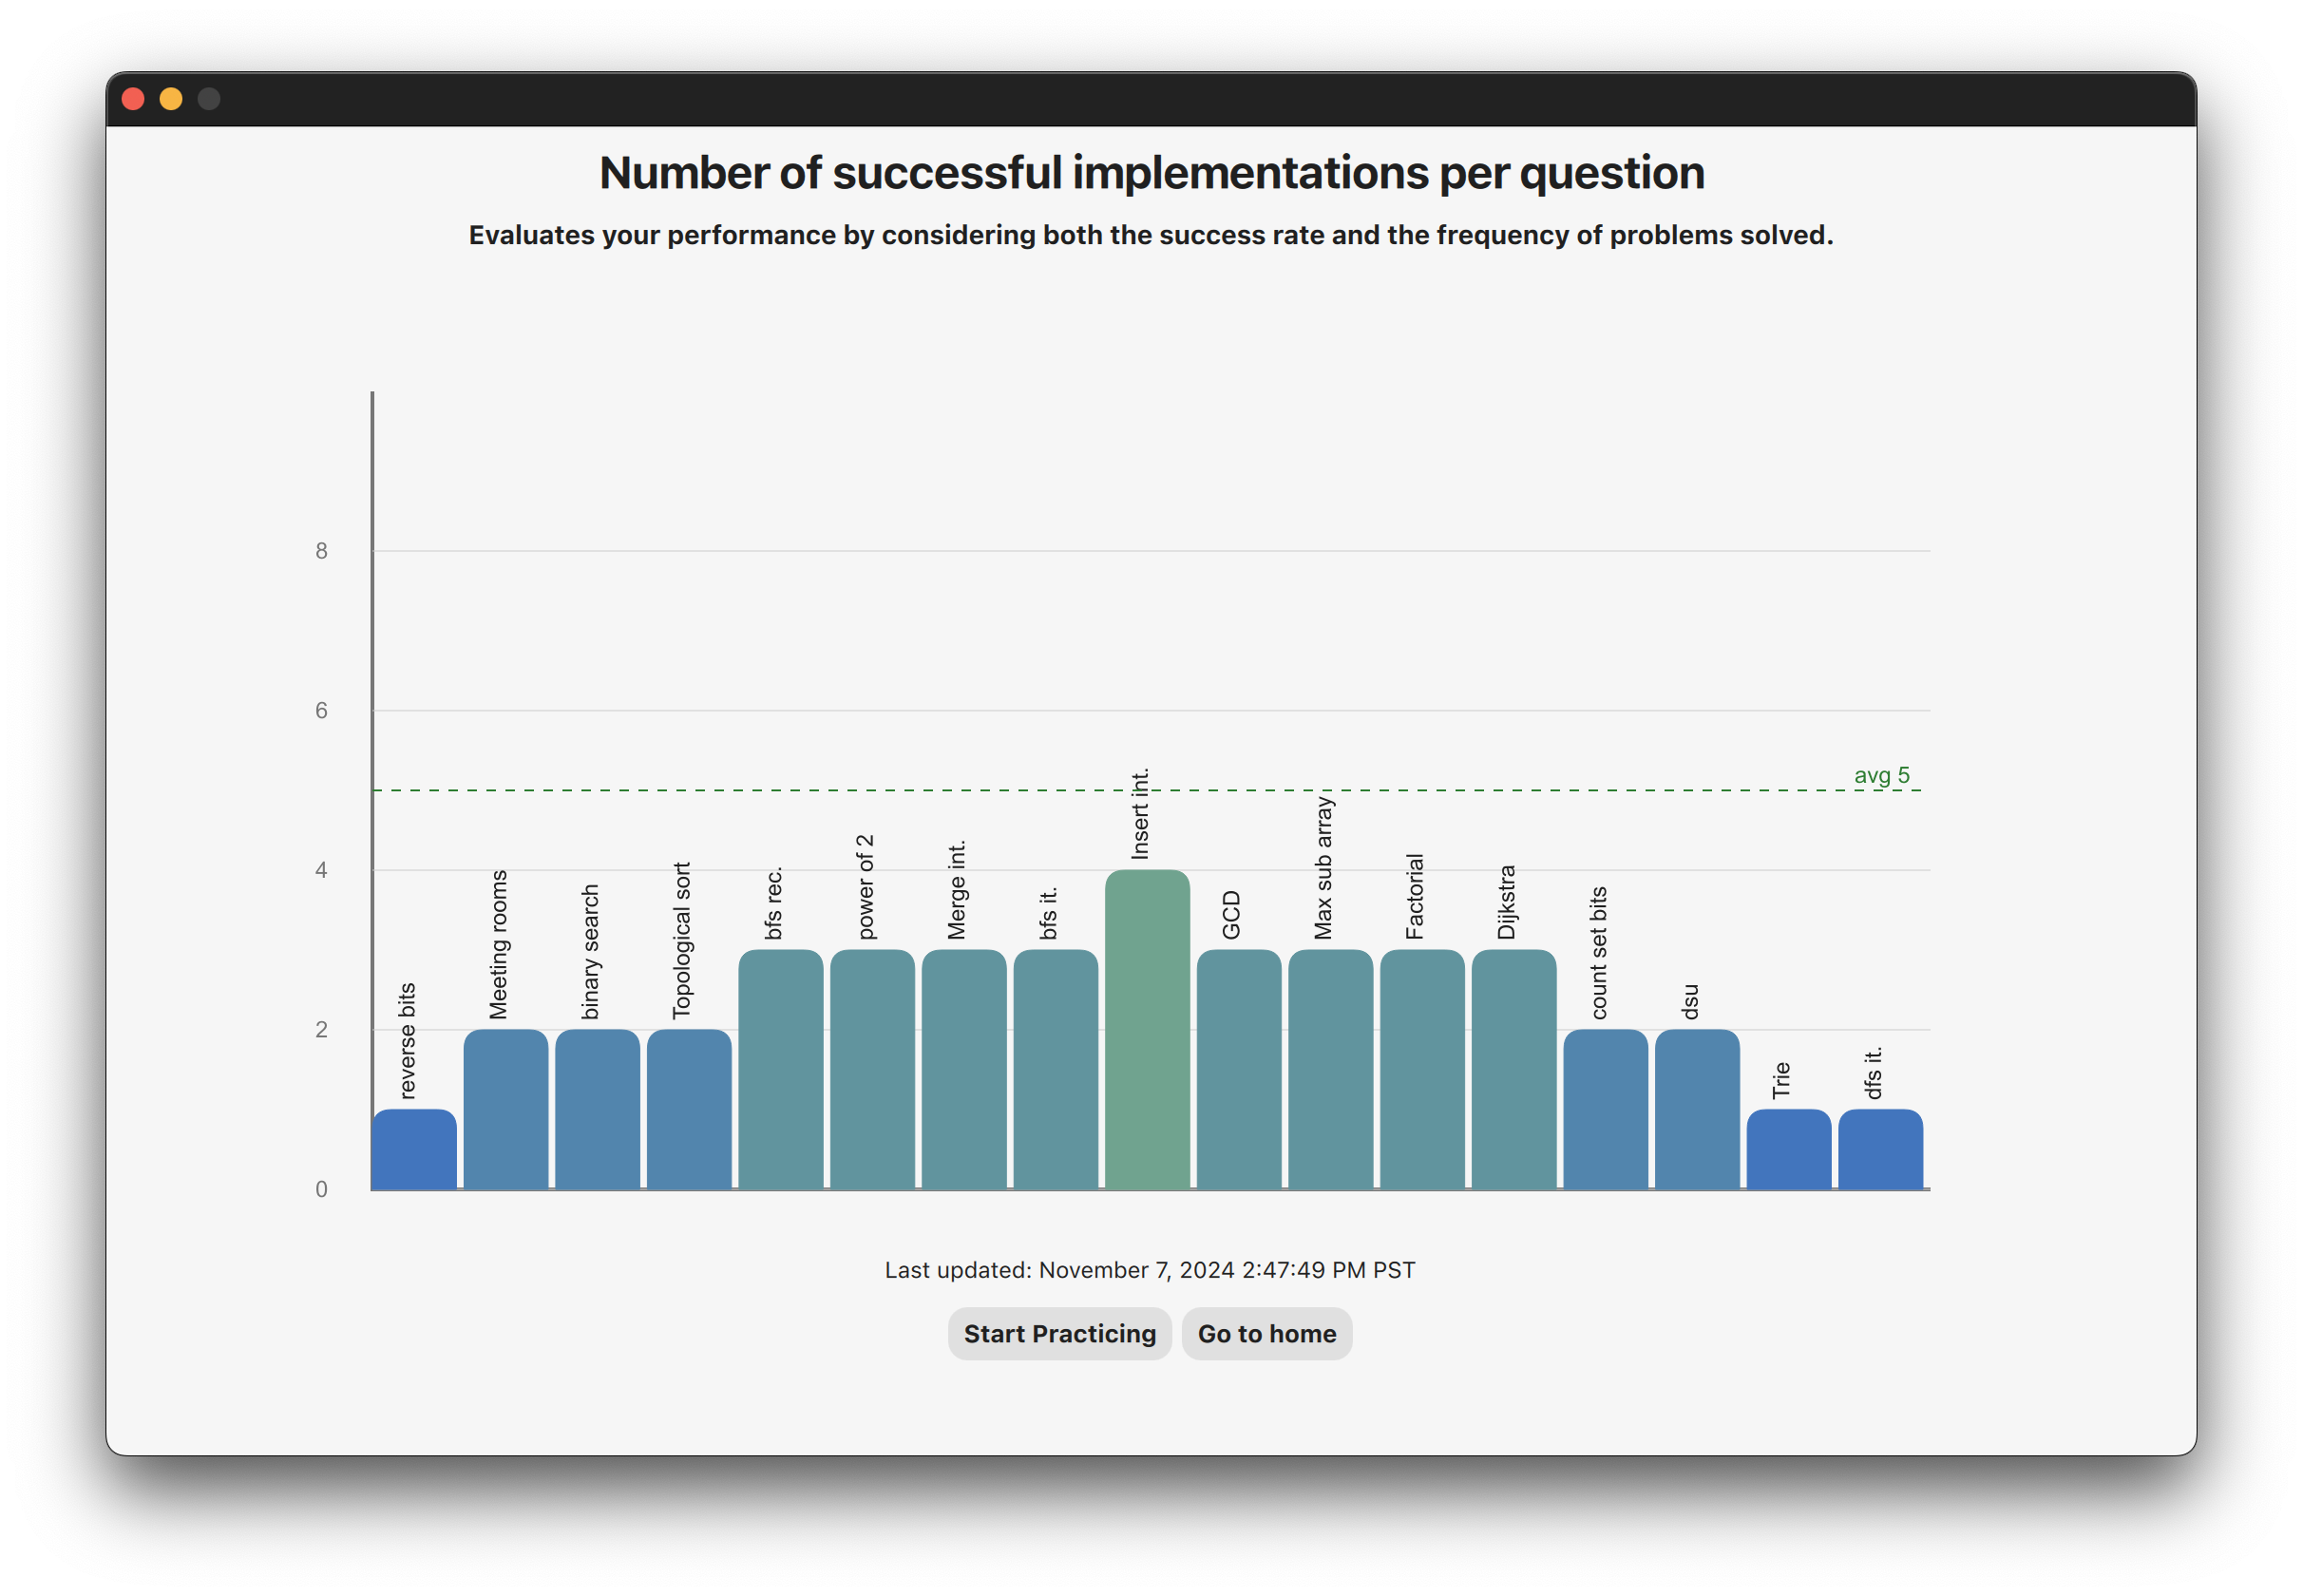 Number of successful implementations per question
Evaluates your performance by considering both the success rate and the frequency of problems solved.
8
6
4
2
0
avg 5
reverse bits
Meeting rooms
binary search
Topological sort
bfs rec.
power of 2
Merge int.
bfs it.
Insert int.
GCD
Max sub array
Factorial
Dijkstra
count set bits
dsu
Trie
dfs it.
Last updated: November 7, 2024 2:47:49 PM PST
Start Practicing
Go to home